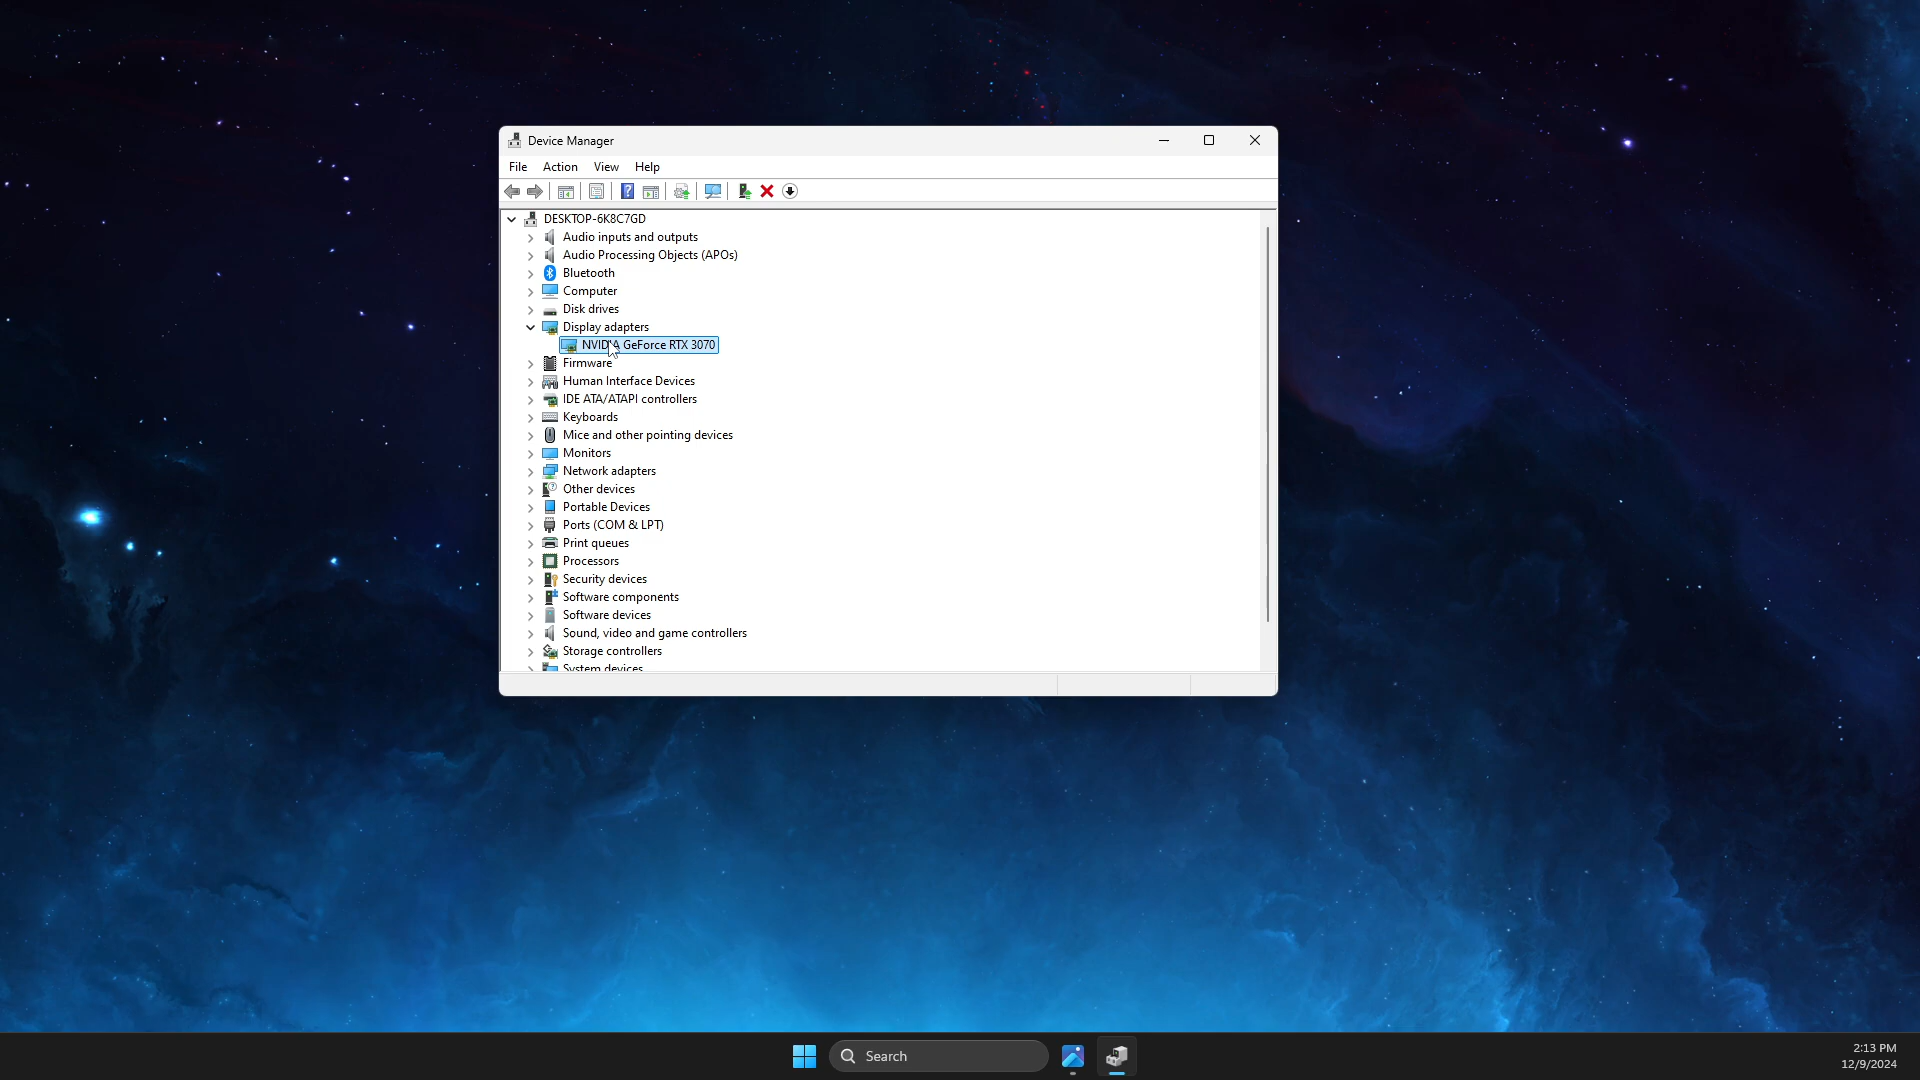 Device Manager
File Action View Help
DESKTOP-6K8C7GD
Audio inputs and outputs
Audio Processing Objects (APOs)
Bluetooth
Computer
Disk drives
Display adapters
NVIDIA GeForce RTX 3070
Firmware
Human Interface Devices
IDE ATA/ATAPI controllers
Keyboards
Mice and other pointing devices
Monitors
Network adapters
Other devices
Portable Devices
Ports (COM & LPT)
Print queues
Processors
Security devices
Software components
Software devices
Sound, video and game controllers
Storage controllers
System devices
Search
2:13 PM
12/9/2024